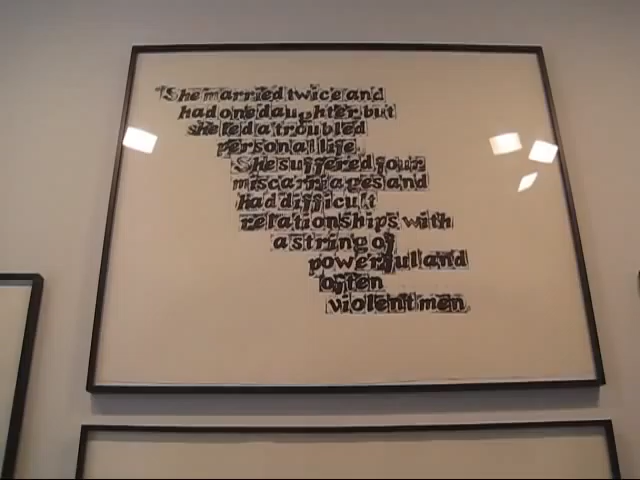 "She married twice and
had one daughter, but
she led a troubled
personal life.
She suffered four
miscarriages and
had difficult
relationships with
a string of
powerful and
often
violent men